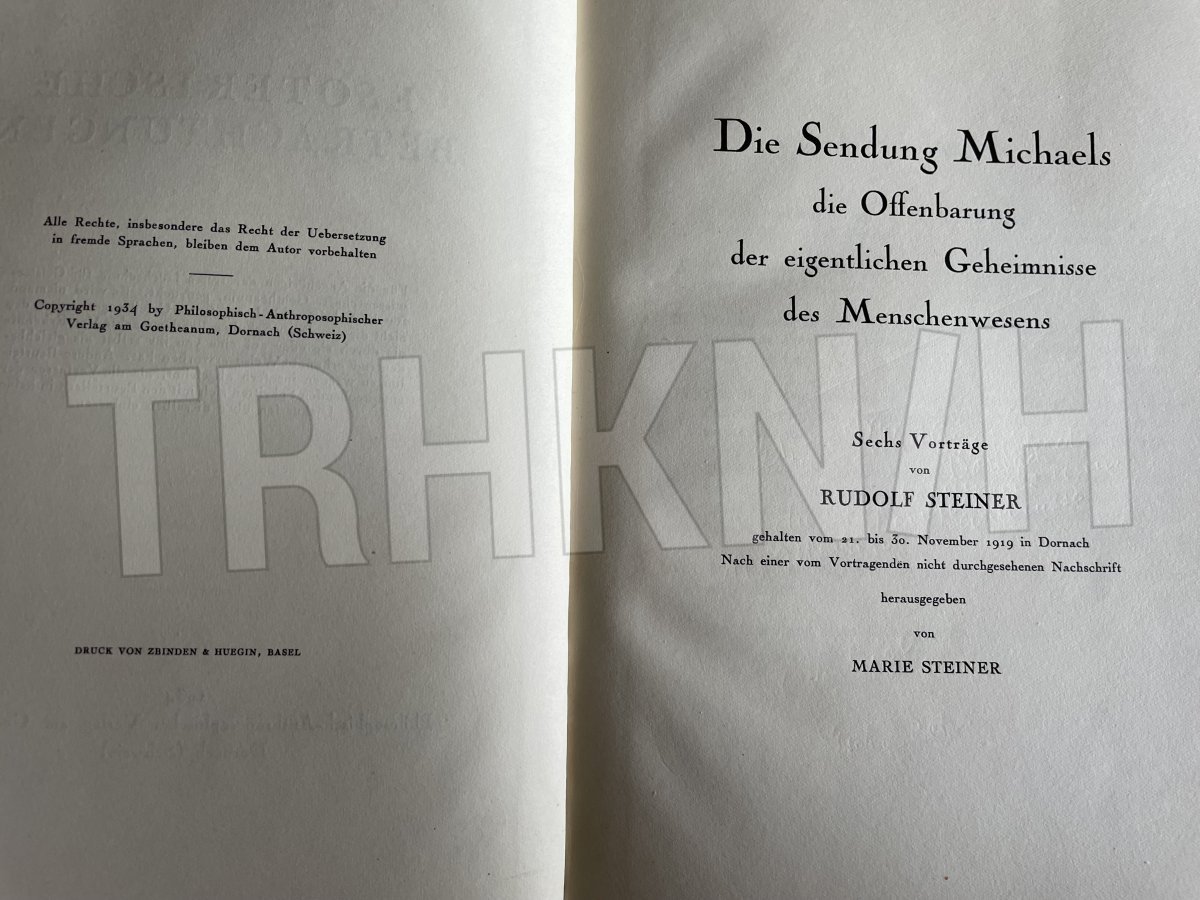 Alle Rechte, insbesondere das Recht der Uebersetzung
in fremde Sprachen, bleiben dem Autor vorbehalten
Copyright 1934 by Philosophisch-Anthroposophischer
Verlag am Goetheanum, Dornach (Schweiz)
DRUCK VON ZBINDEN & HUEGIN, BASEL
Die Sendung Michaels
die Offenbarung
der eigentlichen Geheimnisse
des Menschenwesens
Sechs Vorträge
von
RUDOLF STEINER
gehalten vom 21. bis 30. November 1919 in Dornach
Nach einer vom Vortragenden nicht durchgesehenen Nachschrift
herausgegeben
von
MARIE STEINER
TRHKN/H